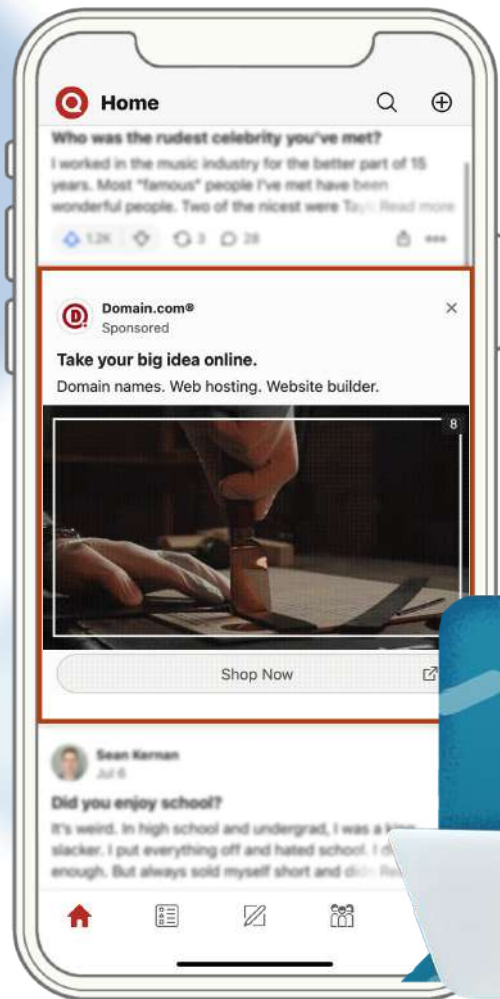 Home
Who was the rudest celebrity you've met?
I worked in the music industry for the better part of 15
years. Most "famous" people I've met have been
wonderful people. Two of the nicest were Read more
1.2K 3 28
Domain.com®
Sponsored
Take your big idea online.
Domain names. Web hosting. Website builder.
8
Shop Now
Sean Kernan
Jul 6
Did you enjoy school?
It's weird. In high school and undergrad, I was a
slacker. I put everything off and hated school. I
enough. But always sold myself short and